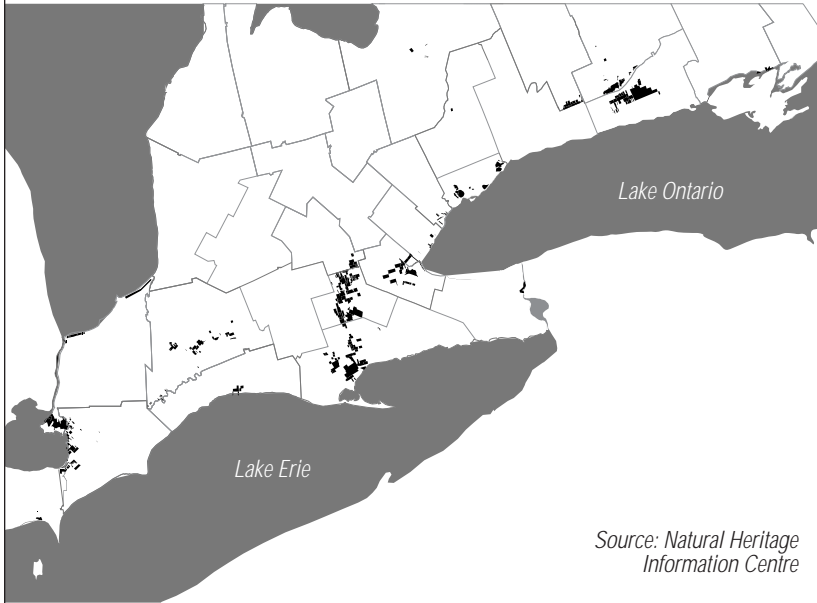 Lake Ontario
Lake Erie
Source: Natural Heritage
Information Centre